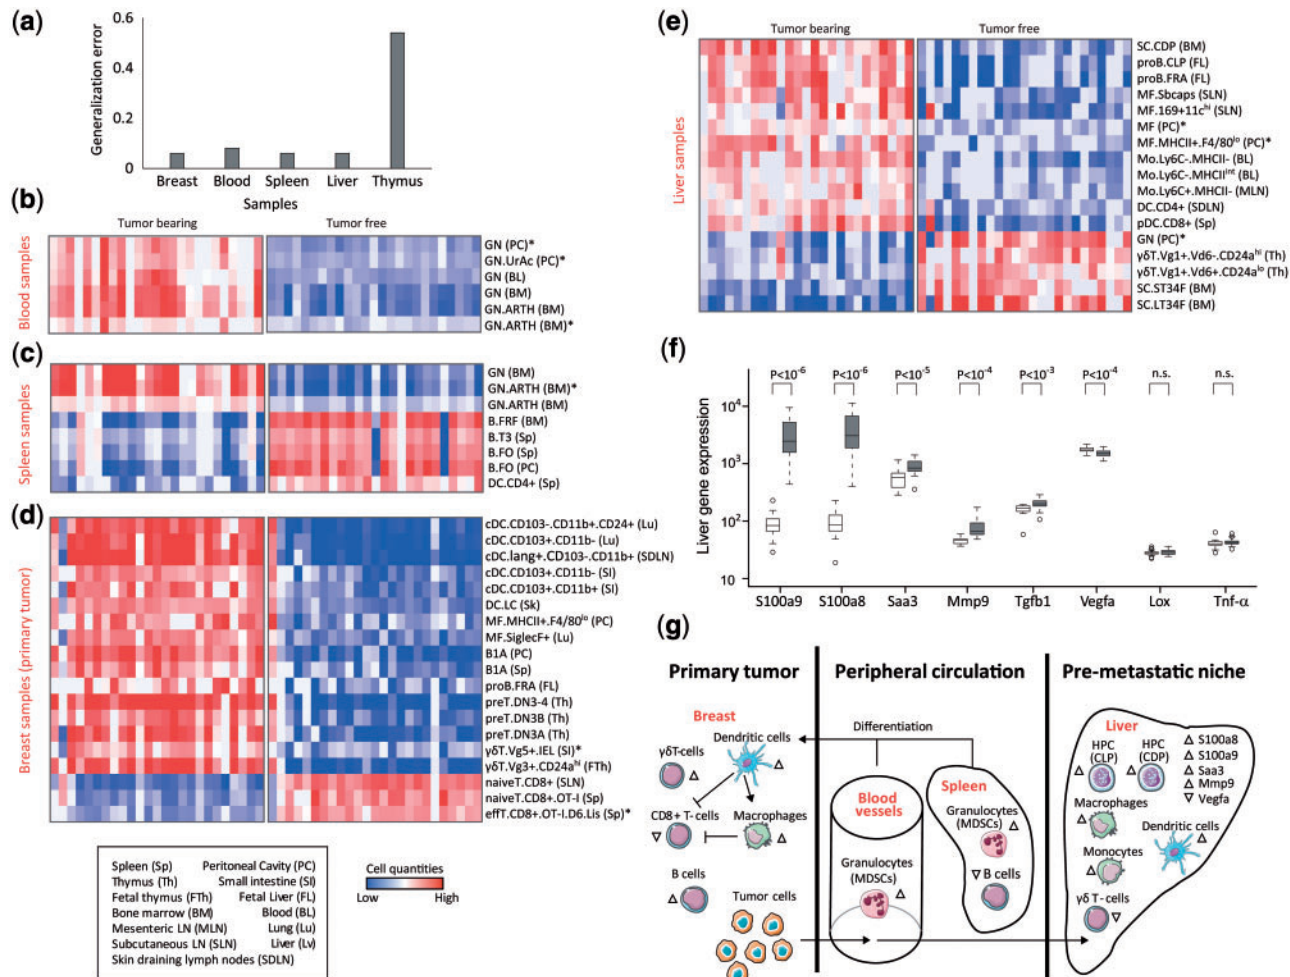 (a)
0.6
0.4
0.2
0
Generalization error
Breast Blood Spleen Liver Thymus
Samples
(b)
Tumor bearing Tumor free
Blood samples
GN (PC)*
GN.UrAc (PC)*
GN (BL)
GN (BM)
GN.ARTH (BM)
GN.ARTH (BM)*
(c)
Spleen samples
GN (BM)
GN.ARTH (BM)*
GN.ARTH (BM)
B.FRF (BM)
B.T3 (Sp)
B.FO (Sp)
B.FO (PC)
DC.CD4+ (Sp)
(d)
Breast samples (primary tumor)
cDC.CD103-.CD11b+.CD24+ (Lu)
cDC.CD103+.CD11b- (Lu)
cDC.lang+.CD103-.CD11b+ (SDLN)
cDC.CD103+.CD11b- (SI)
cDC.CD103+.CD11b+ (SI)
DC.LC (Sk)
MF.MHCII+.F4/80lo (PC)
MF.SiglecF+ (Lu)
B1A (PC)
B1A (Sp)
proB.FRA (FL)
preT.DN3-4 (Th)
preT.DN3B (Th)
preT.DN3A (Th)
γδT.Vg5+.IEL (SI)*
γδT.Vg3+.CD24ahi (FTh)
naiveT.CD8+ (SLN)
naiveT.CD8+.OT-I (Sp)
effT.CD8+.OT-I.D6.Lis (Sp)*
Spleen (Sp) Peritoneal Cavity (PC)
Thymus (Th) Small intestine (SI)
Fetal thymus (FTh) Fetal Liver (FL)
Bone marrow (BM) Blood (BL)
Mesenteric LN (MLN) Lung (Lu)
Subcutaneous LN (SLN) Liver (Lv)
Skin draining lymph nodes (SDLN)
Cell quantities
Low High
(e)
Tumor bearing Tumor free
Liver samples
SC.CDP (BM)
proB.CLP (FL)
proB.FRA (FL)
MF.Sbcaps (SLN)
MF.169+11chi (SLN)
MF (PC)*
MF.MHCII+.F4/80lo (PC)*
Mo.Ly6C-.MHCII- (BL)
Mo.Ly6C-.MHCIIint (BL)
Mo.Ly6C+.MHCII- (MLN)
DC.CD4+ (SDLN)
pDC.CD8+ (Sp)
GN (PC)*
γδT.Vg1+.Vd6-.CD24ahi (Th)
γδT.Vg1+.Vd6+.CD24alo (Th)
SC.ST34F (BM)
SC.LT34F (BM)
(f)
P<10-6 P<10-6 P<10-5 P<10-4 P<10-3 P<10-4 n.s. n.s.
104
103
102
10
Liver gene expression
S100a9 S100a8 Saa3 Mmp9 Tgfb1 Vegfa Lox Tnf-α
(g)
Primary tumor Peripheral circulation Pre-metastatic niche
Breast
γδT-cells
Dendritic cells
CD8+ T-cells
Macrophages
B cells
Tumor cells
Differentiation
Blood
vessels
Granulocytes
(MDSCs)
Spleen
Granulocytes
(MDSCs)
B cells
Liver
HPC
(CLP)
HPC
(CDP)
S100a8
S100a9
Saa3
Mmp9
Vegfa
Macrophages
Dendritic cells
Monocytes
γδ T-cells